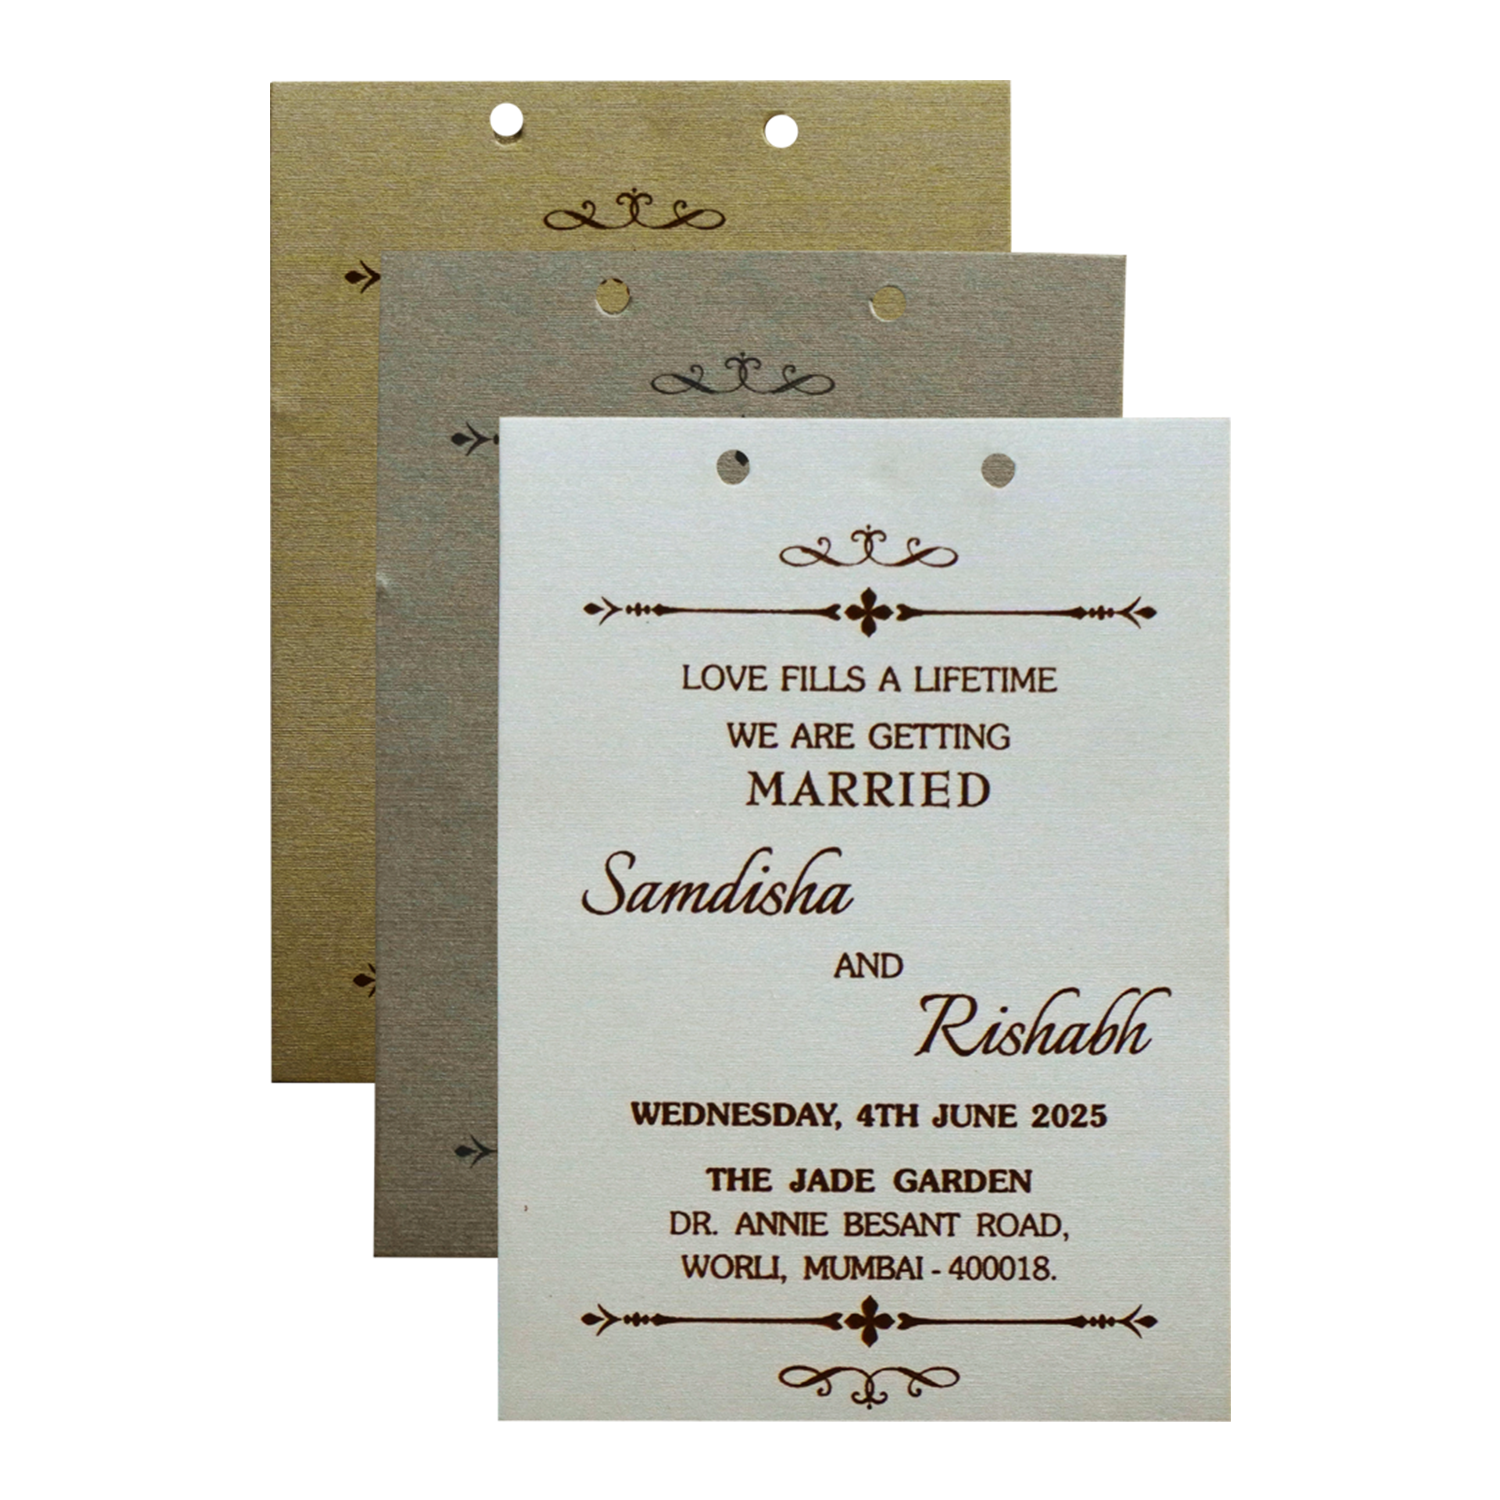 LOVE FILLS A LIFETIME
WE ARE GETTING
MARRIED
Samdisha
AND
Rishabh
WEDNESDAY, 4TH JUNE 2025
THE JADE GARDEN
DR. ANNIE BESANT ROAD,
WORLI, MUMBAI - 400018.